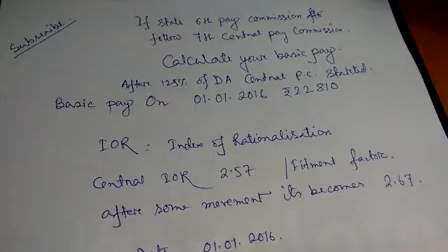 Subscribe
If state 6th pay commission
follow 7th Central pay Commission.
Calculate your basic pay.
After 125% of DA Central P.C. Started.
Basic pay On 01.01.2016 ₹22810
IOR: Index of Rationalisation
Central IOR 2.57 / Fitment factor.
after some movement its becomes 2.67.
01.01.2016.